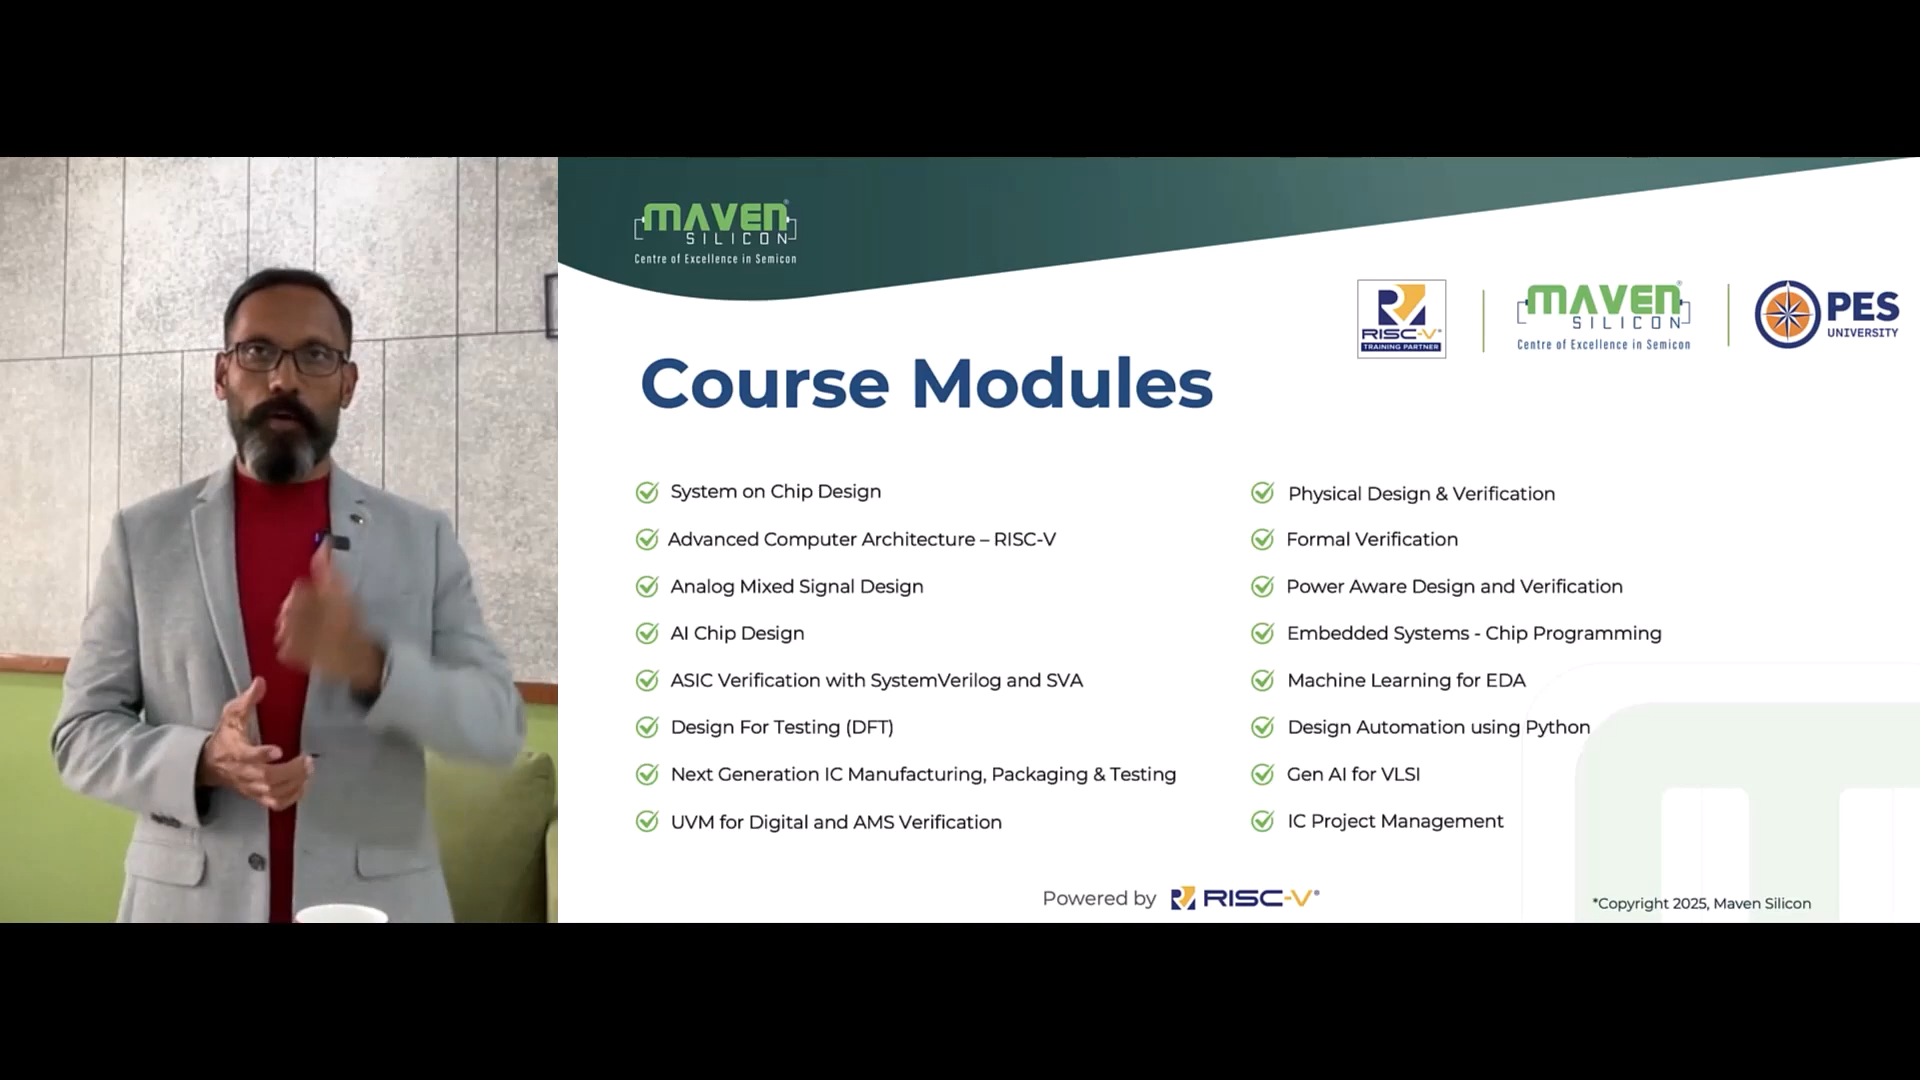 MAVEN®
SILICON
Centre of Excellence in Semicon
RISC-V®
TRAINING PARTNER
MAVEN®
SILICON
Centre of Excellence in Semicon
PES
UNIVERSITY
Course Modules
System on Chip Design
Advanced Computer Architecture – RISC-V
Analog Mixed Signal Design
AI Chip Design
ASIC Verification with SystemVerilog and SVA
Design For Testing (DFT)
Next Generation IC Manufacturing, Packaging & Testing
UVM for Digital and AMS Verification
Physical Design & Verification
Formal Verification
Power Aware Design and Verification
Embedded Systems - Chip Programming
Machine Learning for EDA
Design Automation using Python
Gen AI for VLSI
IC Project Management
Powered by RISC-V®
*Copyright 2025, Maven Silicon